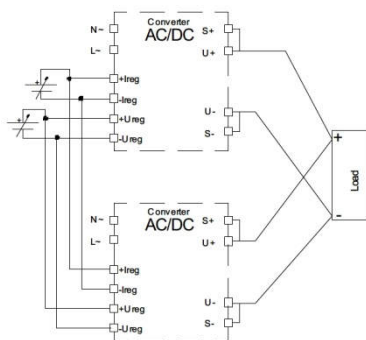 Converter
AC/DC
N~
L~
+Ireg
-Ireg
+Ureg
-Ureg
S+
U+
U-
S-
+
+
+
-
Load
Converter
AC/DC
N~
L~
+Ireg
-Ireg
+Ureg
-Ureg
S+
U+
U-
S-